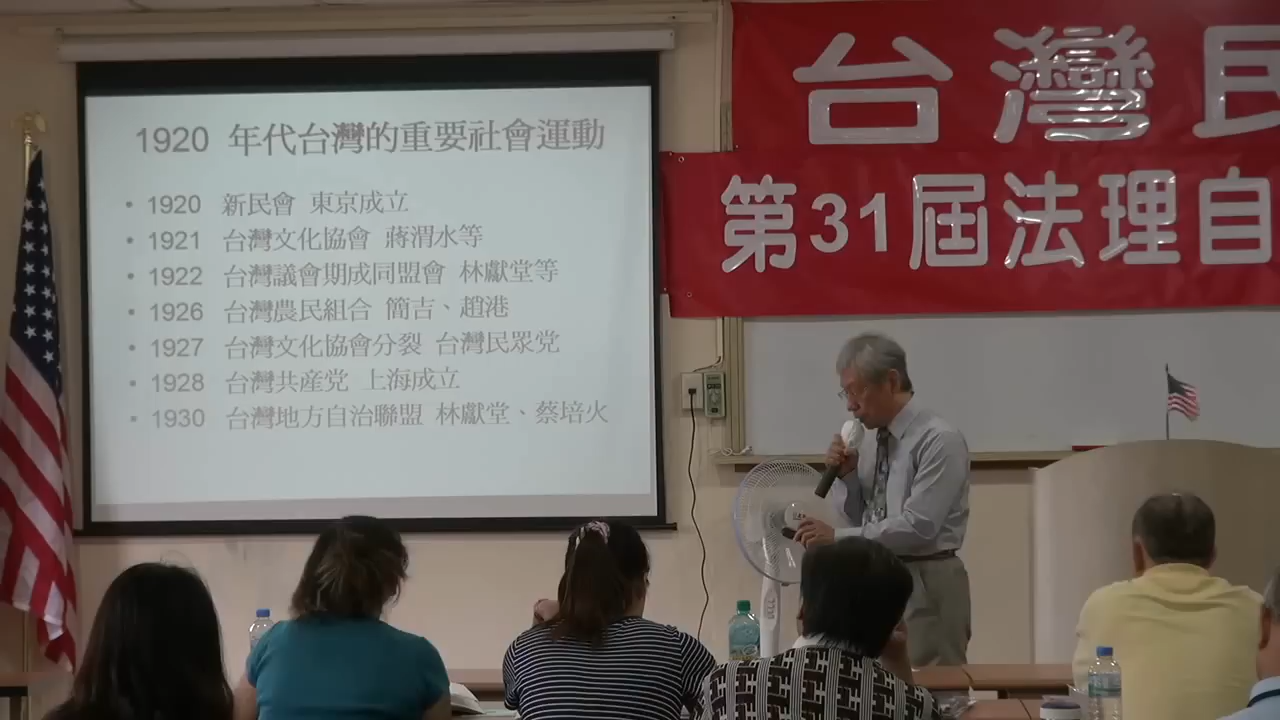 1920 年代台灣的重要社會運動
• 1920 新民會 東京成立
• 1921 台灣文化協會 蔣渭水等
• 1922 台灣議會期成同盟會 林獻堂等
• 1926 台灣農民組合 簡吉、趙港
• 1927 台灣文化協會分裂 台灣民眾党
• 1928 台灣共產党 上海成立
• 1930 台灣地方自治聯盟 林獻堂、蔡培火
台灣民
第31屆法理自